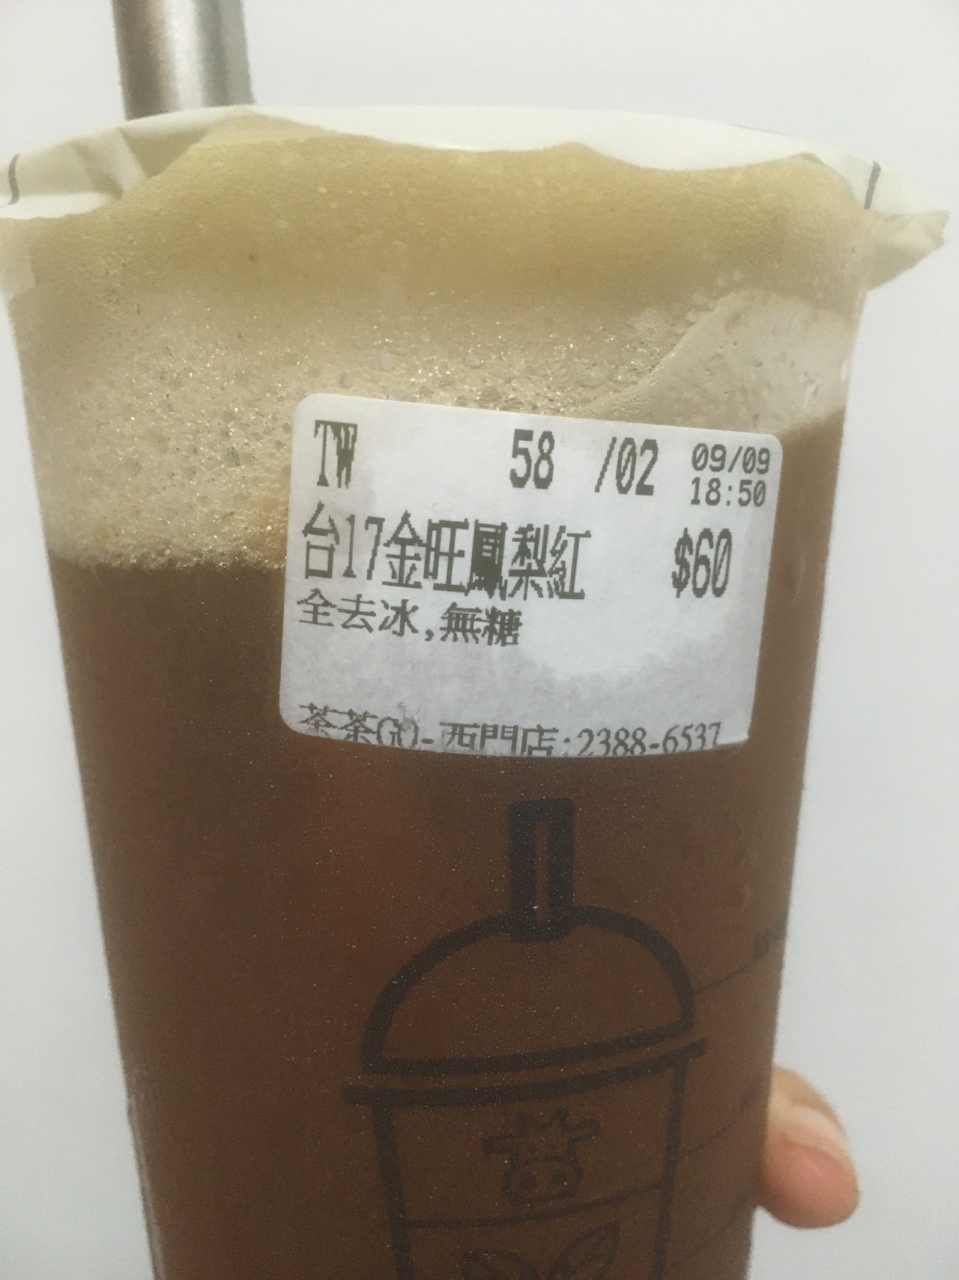 TW 58 /02 09/09
18:50
台17金旺鳳梨紅 $60
全去冰,無糖
茶茶GO-西門店:2388-6537